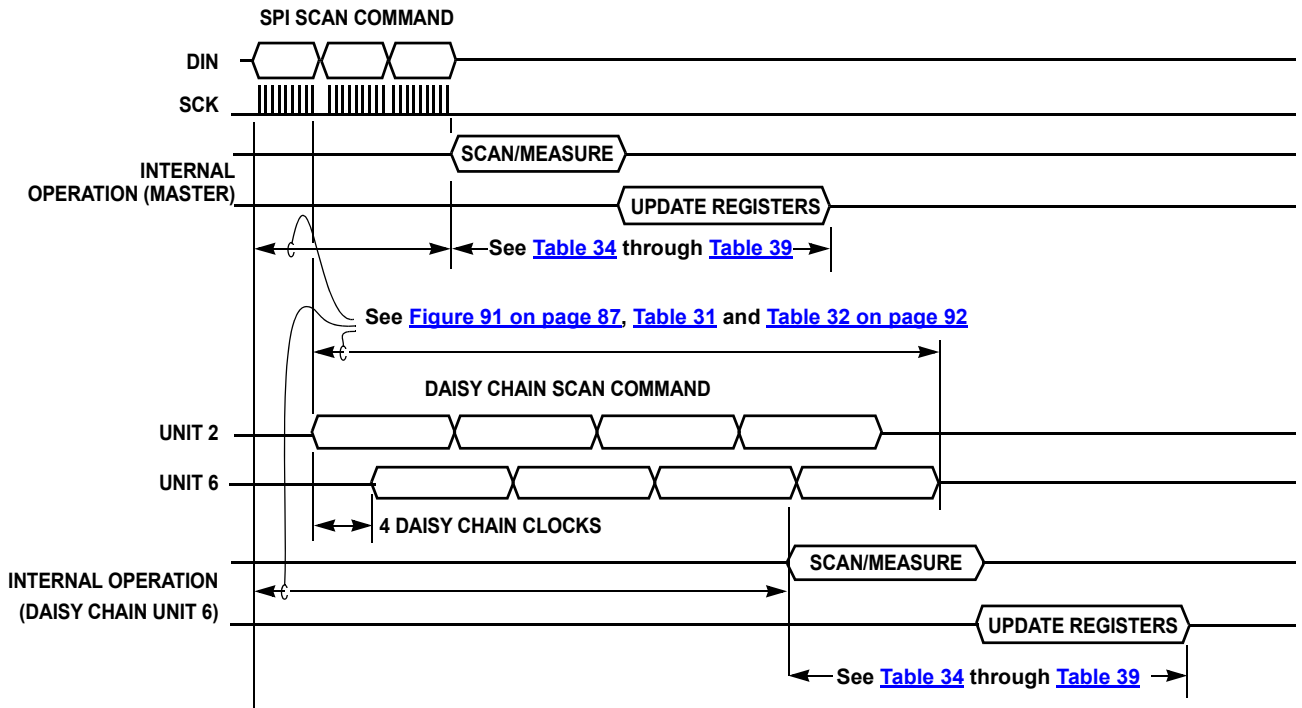 SPI SCAN COMMAND
DIN
SCK
SCAN/MEASURE
INTERNAL
OPERATION (MASTER)
UPDATE REGISTERS
See Table 34 through Table 39
See Figure 91 on page 87, Table 31 and Table 32 on page 92
DAISY CHAIN SCAN COMMAND
UNIT 2
UNIT 6
4 DAISY CHAIN CLOCKS
SCAN/MEASURE
INTERNAL OPERATION
(DAISY CHAIN UNIT 6)
UPDATE REGISTERS
See Table 34 through Table 39